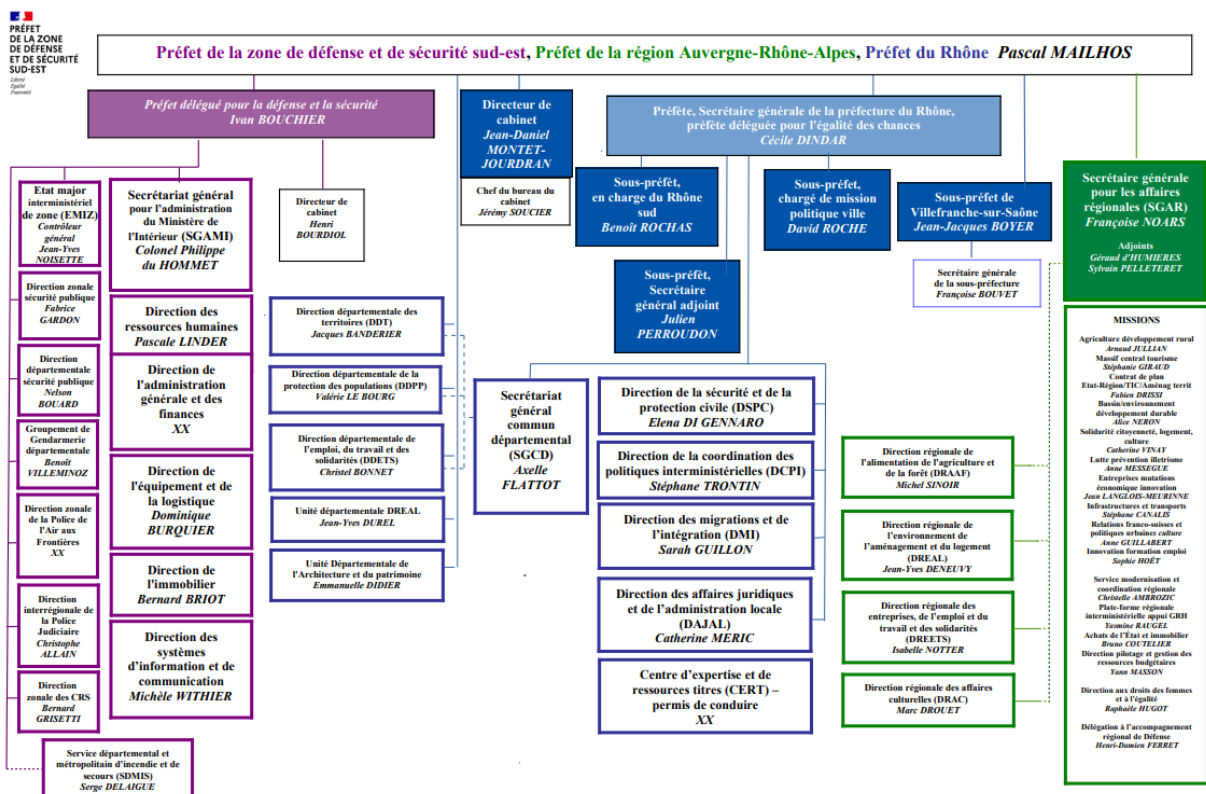 PRÉFET
DE LA ZONE
DE DÉFENSE
ET DE SÉCURITÉ
SUD-EST
Liberté
Égalité
Fraternité
Préfet de la zone de défense et de sécurité sud-est, Préfet de la région Auvergne-Rhône-Alpes, Préfet du Rhône Pascal MAILHOS
Préfet délégué pour la défense et la sécurité
Ivan BOUCHIER
Directeur de
cabinet
Jean-Daniel
MONTET-
JOURDRAN
Chef du bureau du
cabinet
Jérémy SOUCIER
Préfète, Secrétaire générale de la préfecture du Rhône,
préfète déléguée pour l'égalité des chances
Cécile DINDAR
Sous-préfèt,
en charge du Rhône
sud
Benoît ROCHAS
Sous-préfet,
chargé de mission
politique ville
David ROCHE
Sous-préfet de
Villefranche-sur-Saône
Jean-Jacques BOYER
Secrétaire générale
de la sous-préfecture
Françoise BOUVET
Sous-préfèt,
Secrétaire
général adjoint
Julien
PERROUDON
Secrétaire générale
pour les affaires
régionales (SGAR)
Françoise NOARS
Adjoints
Géraud d'HUMIERES
Sylvain PELLETERET
Etat major
interministériel
de zone (EMIZ)
Contrôleur
général
Jean-Yves
NOISETTE
Direction zonale
sécurité publique
Fabrice
GARDON
Direction
départementale
sécurité publique
Nelson
BOUARD
Groupement de
Gendarmerie
départementale
Benoît
VILLEMINOZ
Direction zonale
de la Police de
l'Air aux
Frontières
XX
Direction
interrégionale de
la Police
Judiciaire
Christophe
ALLAIN
Direction
zonale des CRS
Bernard
GRISETTI
Service départemental et
métropolitain d'incendie et de
secours (SDMIS)
Serge DELAIGUE
Secrétariat général
pour l'administration
du Ministère de
l'Intérieur (SGAMI)
Colonel Philippe
du HOMMET
Direction des
ressources humaines
Pascale LINDER
Direction de
l'administration
générale et des
finances
XX
Direction de
l'équipement et de
la logistique
Dominique
BURQUIER
Direction de
l'immobilier
Bernard BRIOT
Direction des
systèmes
d'information et de
communication
Michèle WITHIER
Directeur de
cabinet
Henri
BOURDIOL
Direction départementale des
territoires (DDT)
Jacques BANDERIER
Direction départementale de la
protection des populations (DDPP)
Valérie LE BOURG
Direction départementale de
l'emploi, du travail et des
solidarités (DDETS)
Christel BONNET
Unité départementale DREAL
Jean-Yves DUREL
Unité Départementale de
l'Architecture et du patrimoine
Emmanuelle DIDIER
Secrétariat
général
commun
départemental
(SGCD)
Axelle
FLATTOT
Direction de la sécurité et de la
protection civile (DSPC)
Elena DI GENNARO
Direction de la coordination des
politiques interministérielles (DCPI)
Stéphane TRONTIN
Direction des migrations et de
l'intégration (DMI)
Sarah GUILLON
Direction des affaires juridiques
et de l'administration locale
(DAJAL)
Catherine MERIC
Centre d'expertise et de
ressources titres (CERT) –
permis de conduire
XX
Direction régionale de
l'alimentation de l'agriculture et
de la forêt (DRAAF)
Michel SINOIR
Direction régionale de
l'environnement de
l'aménagement et du logement
(DREAL)
Jean-Yves DENEUVY
Direction régionale des
entreprises, de l'emploi et du
travail et des solidarités
(DREETS)
Isabelle NOTTER
Direction régionale des affaires
culturelles (DRAC)
Marc DROUET
MISSIONS
Agriculture développement rural
Arnaud JULLIAN
Massif central tourisme
Stéphanie GIRAUD
Contrat de plan
Etat-Région/TIC/Aménag territ
Fabien DRISSI
Bassin/environnement
développement durable
Alice NERON
Solidarité citoyenneté, logement,
culture
Catherine VINAY
Lutte prévention illetrisme
Anne MESSEGUE
Entreprises mutations
économique innovation
Jean LANGLOIS-MEURINNE
Infrastructures et transports
Stéphane CANALIS
Relations franco-suisses et
politiques urbaines culture
Anne GUILLABERT
Innovation formation emploi
Sophie HOËT
Service modernisation et
coordination régionale
Christelle AMBROZIC
Plate-forme régionale
interministérielle appui GRH
Yasmine RAUGEL
Achats de l'État et immobilier
Bruno COUTELIER
Direction pilotage et gestion des
ressources budgétaires
Yann MASSON
Direction aux droits des femmes
et à l'égalité
Raphaèle HUGOT
Délégation à l'accompagnement
régional de Défense
Henri-Damien FERRET